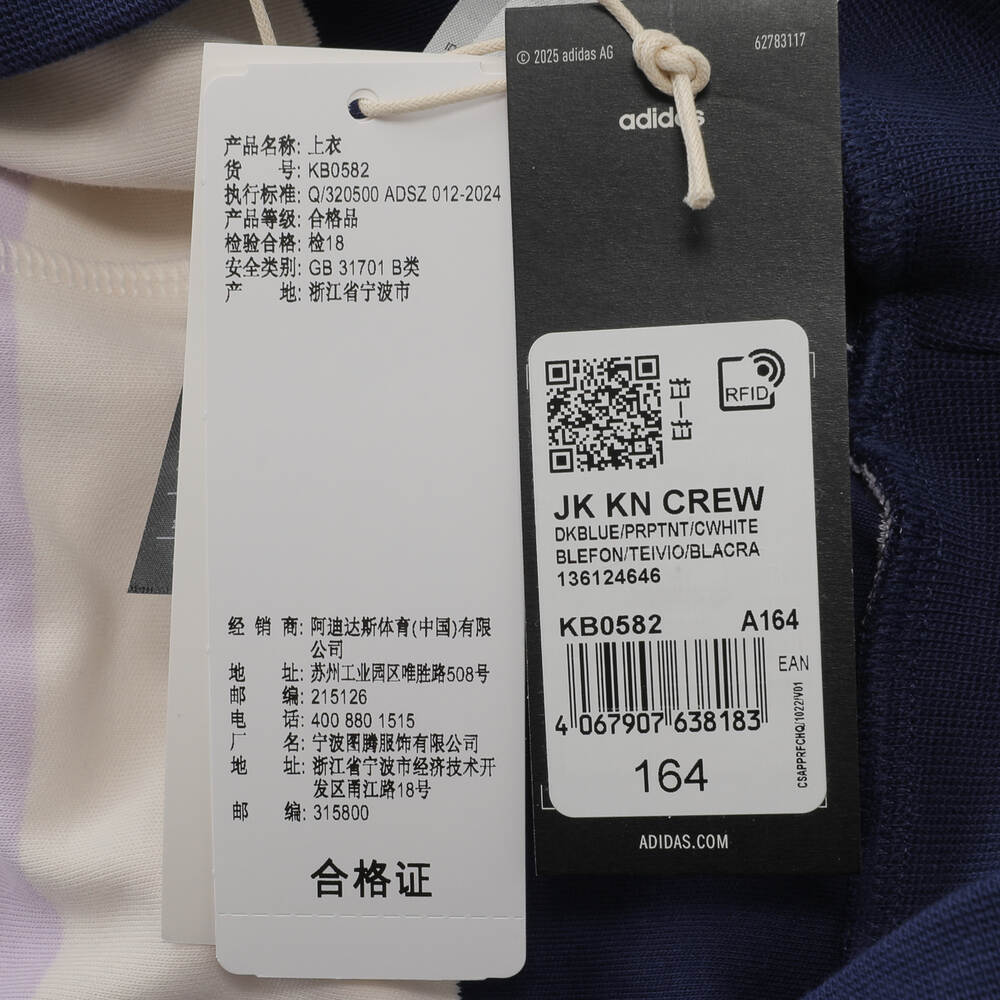 产品名称: 上衣
货 号: KB0582
执行标准: Q/320500 ADSZ 012-2024
产品等级: 合格品
检验合格: 检18
安全类别: GB 31701 B类
产 地: 浙江省宁波市
经 销 商: 阿迪达斯体育(中国)有限
公司
地 址: 苏州工业园区唯胜路508号
邮 编: 215126
电 话: 400 880 1515
厂 名: 宁波图腾服饰有限公司
地 址: 浙江省宁波市经济技术开
发区甬江路18号
邮 编: 315800
合格证
© 2025 adidas AG
62783117
adidas
RFID
JK KN CREW
DKBLUE/PRPTNT/CWHITE
BLEFON/TEIVIO/BLACRA
136124646
KB0582 A164
EAN
4 067907 638183
CSAPPRFCHQ/1022/V01
164
ADIDAS.COM